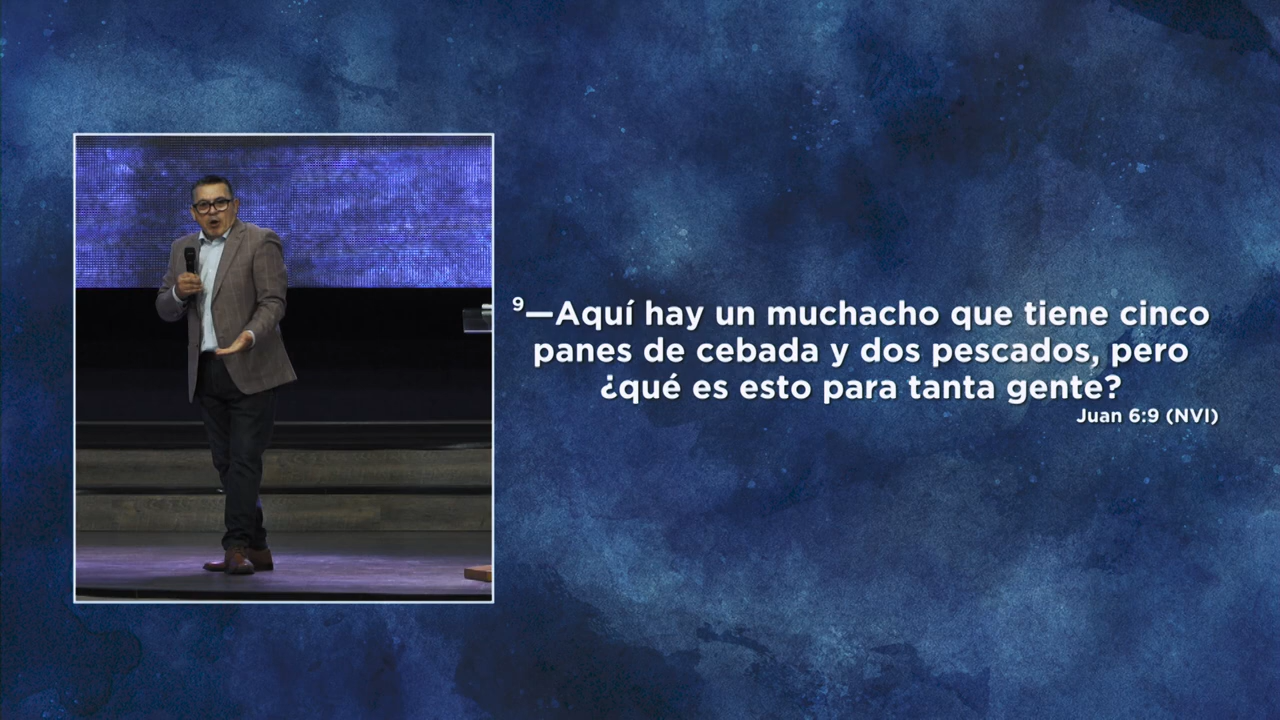 ⁹—Aquí hay un muchacho que tiene cinco
panes de cebada y dos pescados, pero
¿qué es esto para tanta gente?
Juan 6:9 (NVI)